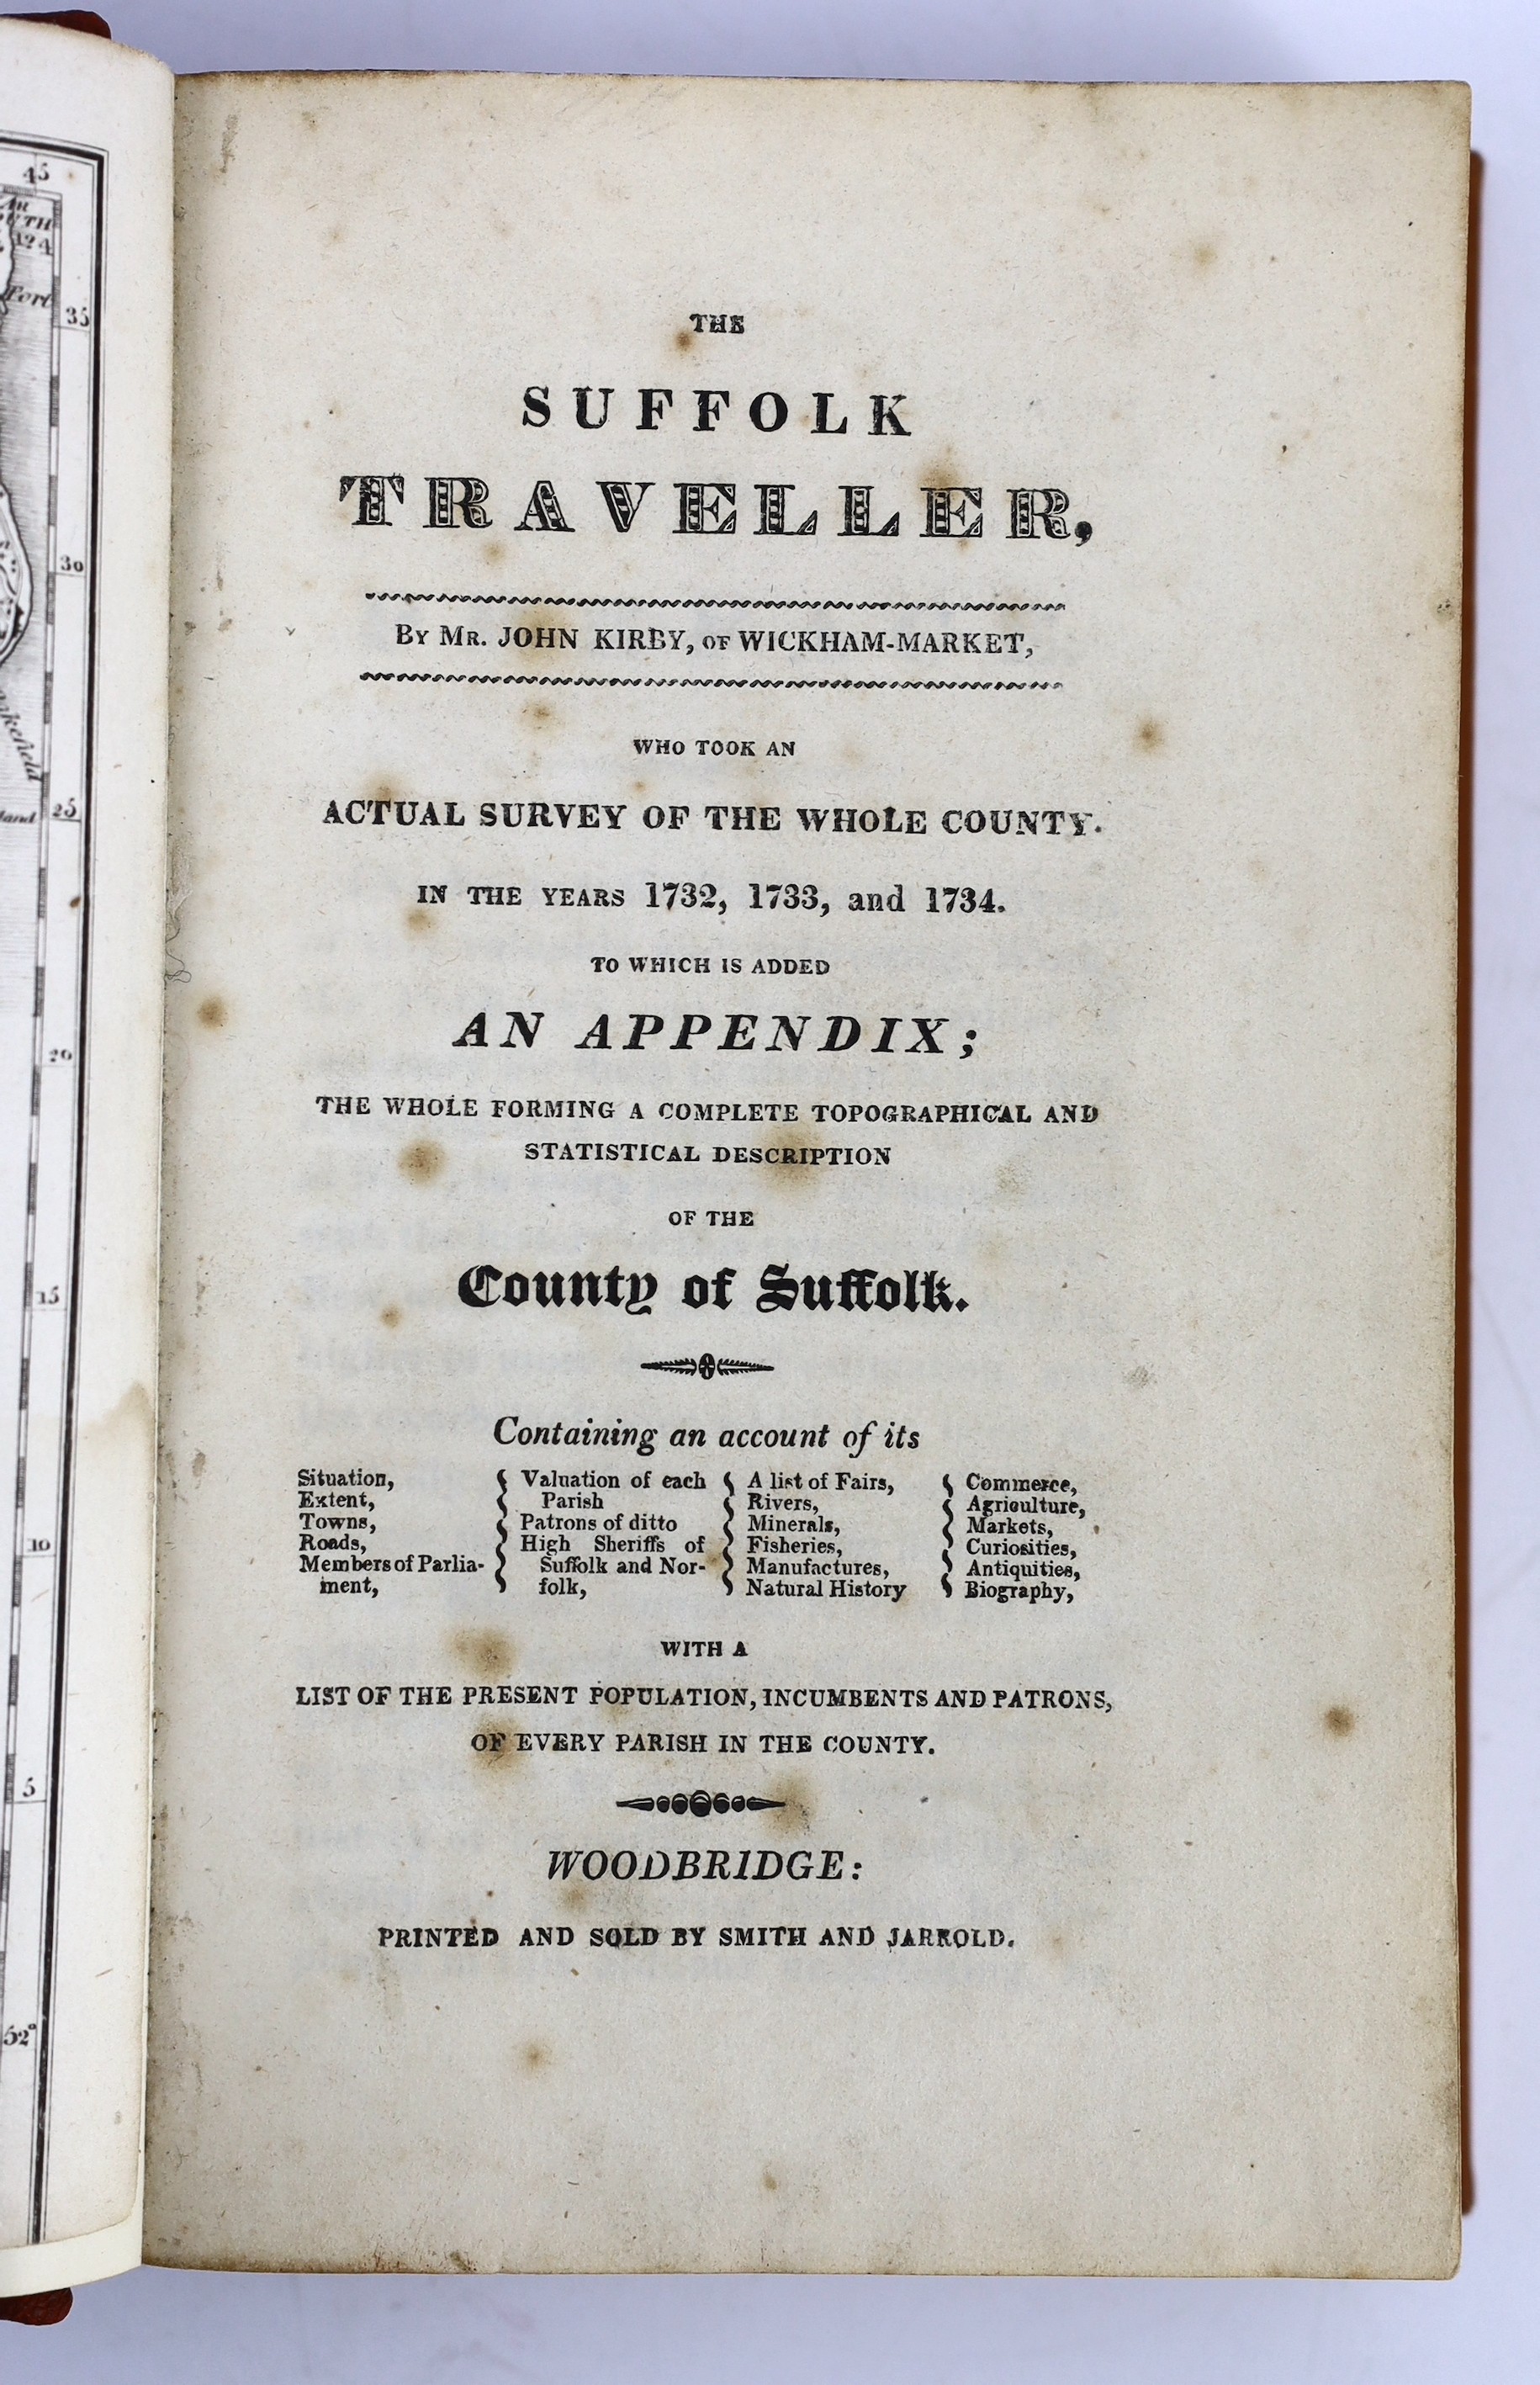 45
UTH
124
Fort
35
30
akefield
land
25
20
15
10
5
52°
THE
SUFFOLK
TRAVELLER,
By Mr. JOHN KIRBY, of WICKHAM-MARKET,
WHO TOOK AN
ACTUAL SURVEY OF THE WHOLE COUNTY.
IN THE YEARS 1732, 1733, and 1734.
TO WHICH IS ADDED
AN APPENDIX;
THE WHOLE FORMING A COMPLETE TOPOGRAPHICAL AND
STATISTICAL DESCRIPTION
OF THE
County of Suffolk.
Containing an account of its
Situation,
Extent,
Towns,
Roads,
Members of Parlia-
ment,
Valuation of each
Parish
Patrons of ditto
High Sheriffs of
Suffolk and Nor-
folk,
A list of Fairs,
Rivers,
Minerals,
Fisheries,
Manufactures,
Natural History
Commerce,
Agriculture,
Markets,
Curiosities,
Antiquities,
Biography,
WITH A
LIST OF THE PRESENT POPULATION, INCUMBENTS AND PATRONS,
OF EVERY PARISH IN THE COUNTY.
WOODBRIDGE:
PRINTED AND SOLD BY SMITH AND JARROLD.